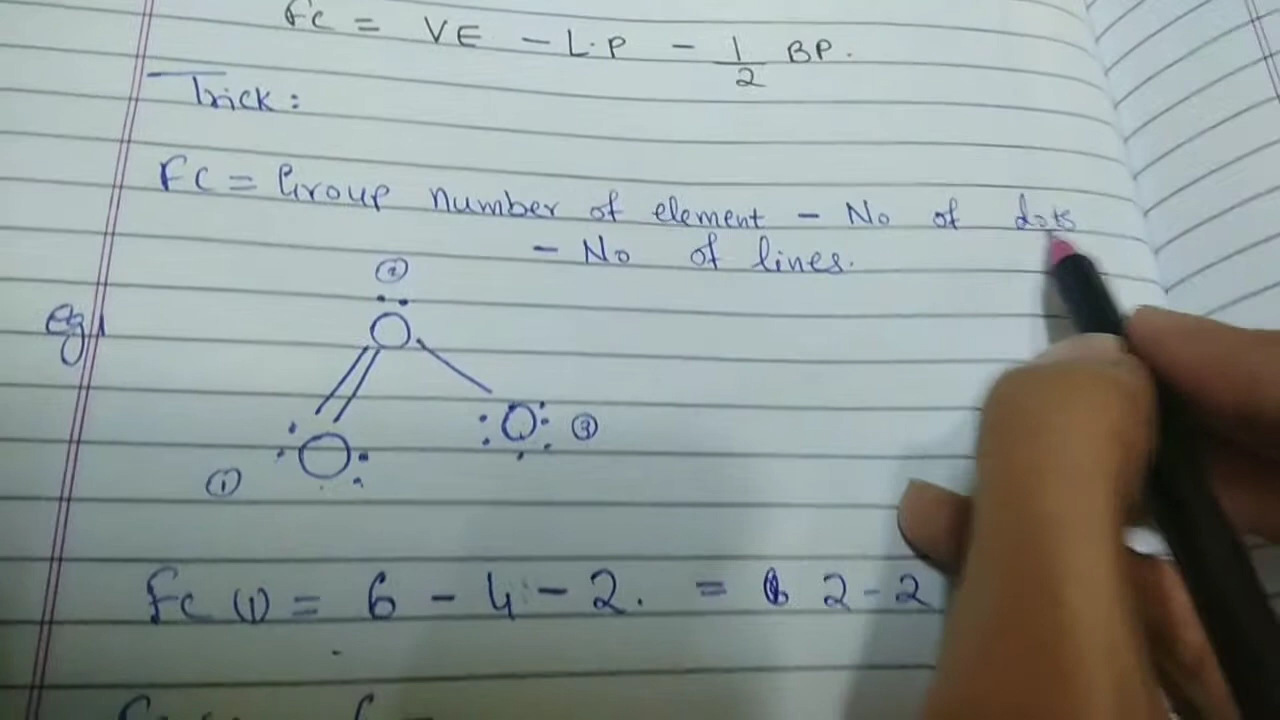 FC = VE - L.P - 1/2 BP.
Trick:
FC = Group number of element - No of dots
- No of lines.
eg 1
②
O
O ③
O
①
FC (1) = 6 - 4 - 2. = 2 - 2